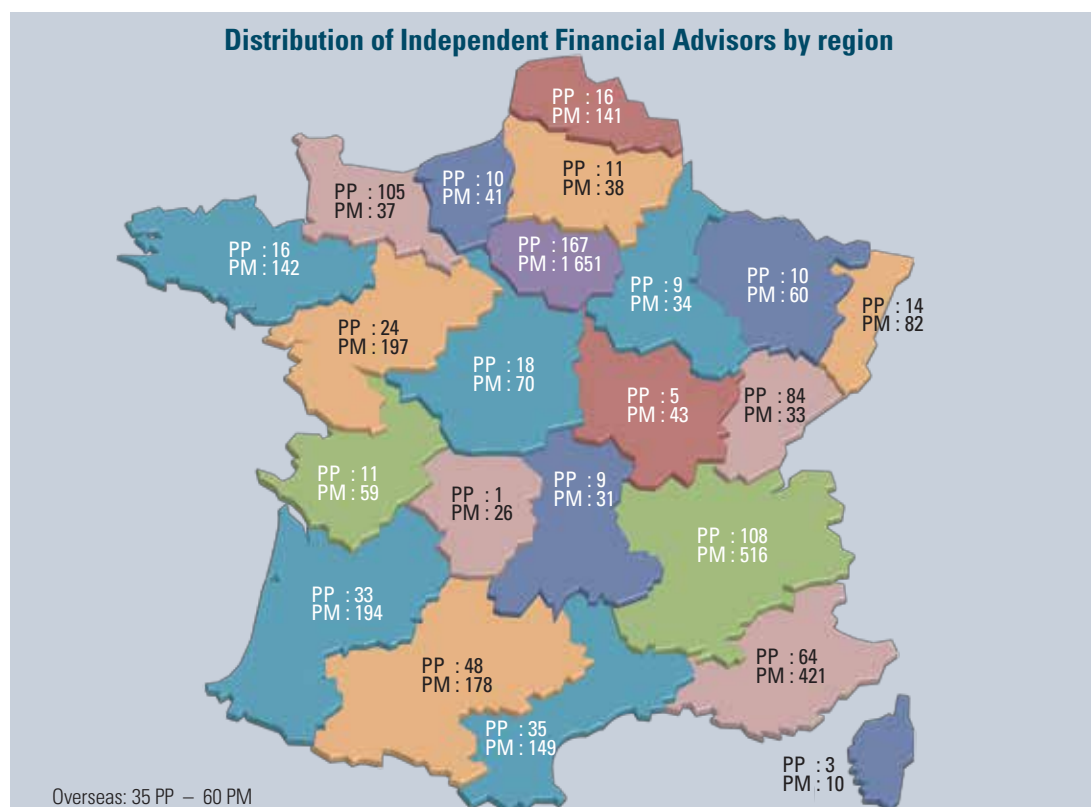 Distribution of Independent Financial Advisors by region
PP : 16
PM : 141
PP : 11
PM : 38
PP : 10
PM : 41
PP : 105
PM : 37
PP : 16
PM : 142
PP : 167
PM : 1 651
PP : 9
PM : 34
PP : 10
PM : 60
PP : 14
PM : 82
PP : 24
PM : 197
PP : 18
PM : 70
PP : 5
PM : 43
PP : 84
PM : 33
PP : 11
PM : 59
PP : 1
PM : 26
PP : 9
PM : 31
PP : 108
PM : 516
PP : 33
PM : 194
PP : 48
PM : 178
PP : 64
PM : 421
PP : 35
PM : 149
PP : 3
PM : 10
Overseas: 35 PP – 60 PM